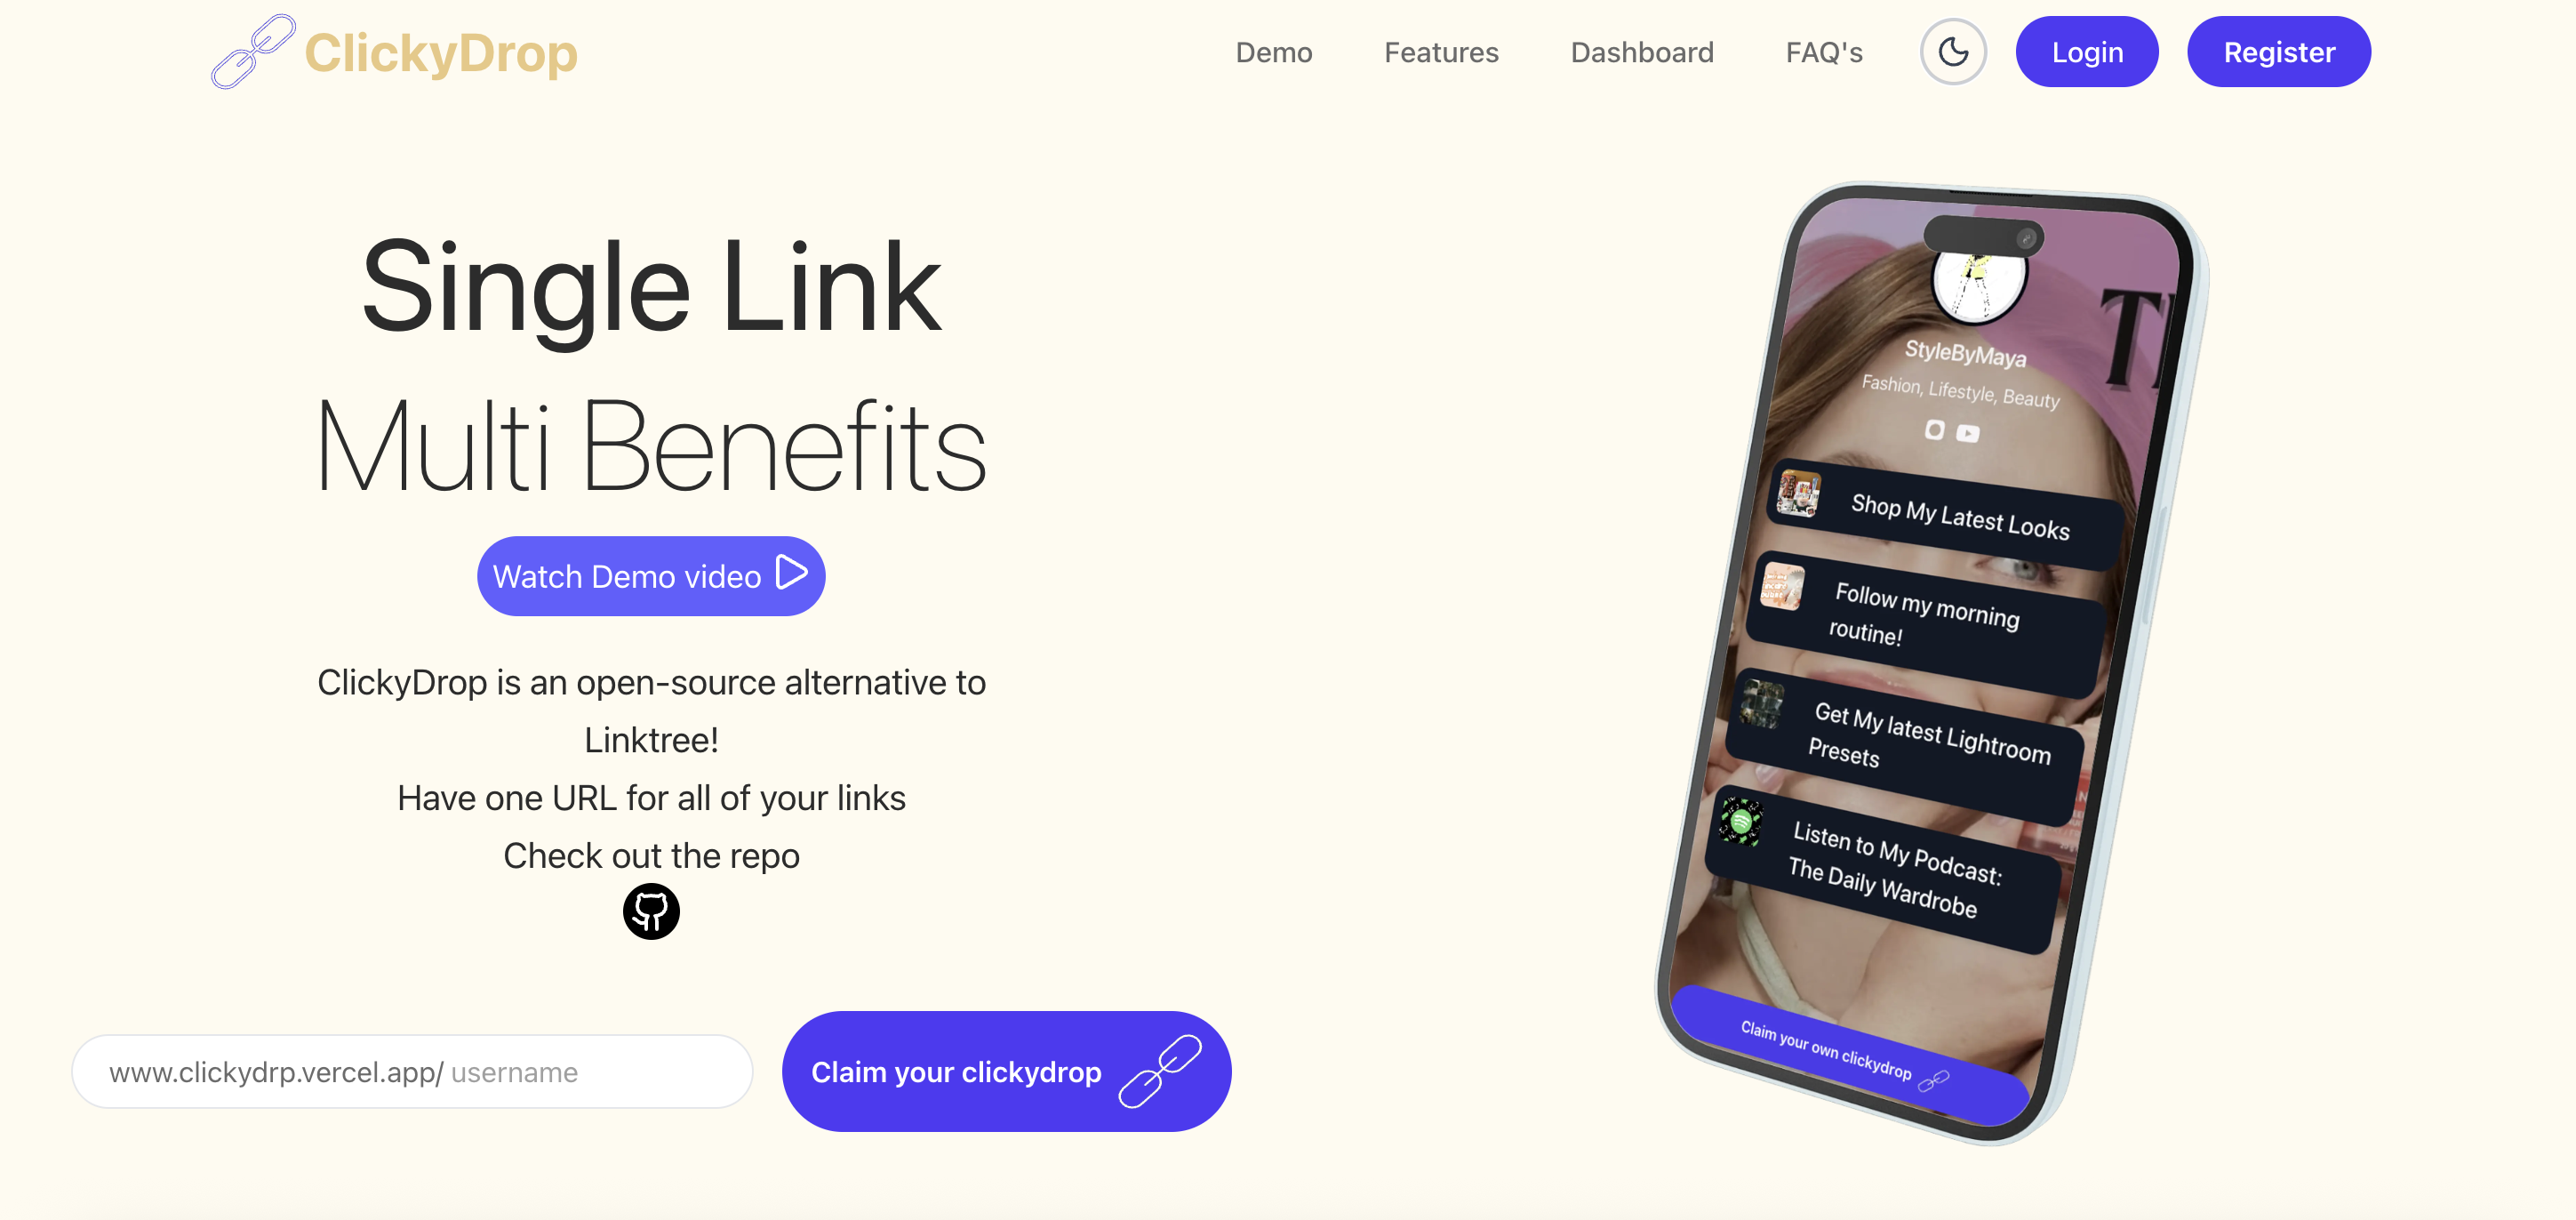 ClickyDrop
Demo
Features
Dashboard
FAQ's
Login
Register
Single Link
Multi Benefits
Watch Demo video
ClickyDrop is an open-source alternative to
Linktree!
Have one URL for all of your links
Check out the repo
www.clickydrp.vercel.app/ username
Claim your clickydrop
StyleByMaya
Fashion, Lifestyle, Beauty
Shop My Latest Looks
Follow my morning
routine!
Get My latest Lightroom
Presets
Listen to My Podcast:
The Daily Wardrobe
Claim your own clickydrop